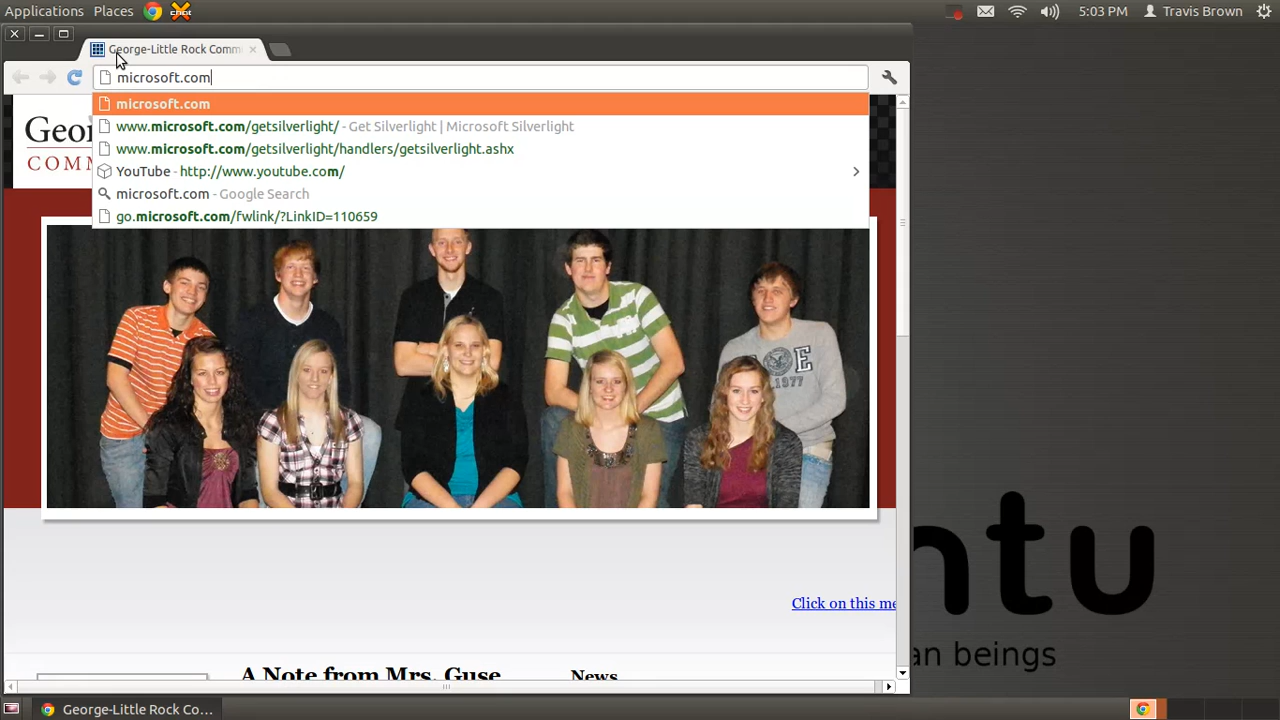 Applications Places 5:03 PM Travis Brown
George-Little Rock Comm
microsoft.com
microsoft.com
www.microsoft.com/getsilverlight/ - Get Silverlight | Microsoft Silverlight
www.microsoft.com/getsilverlight/handlers/getsilverlight.ashx
YouTube - http://www.youtube.com/
microsoft.com - Google Search
go.microsoft.com/fwlink/?LinkID=110659
Geo
COMM
E
1977
Click on this me
A Note from Mrs. Guse News
ntu
an beings
George-Little Rock Co...